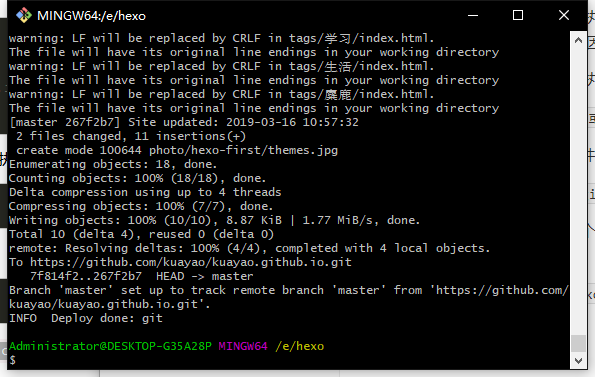 MINGW64:/e/hexo
warning: LF will be replaced by CRLF in tags/学习/index.html.
The file will have its original line endings in your working directory
warning: LF will be replaced by CRLF in tags/生活/index.html.
The file will have its original line endings in your working directory
warning: LF will be replaced by CRLF in tags/麋鹿/index.html.
The file will have its original line endings in your working directory
[master 267f2b7] Site updated: 2019-03-16 10:57:32
 2 files changed, 11 insertions(+)
 create mode 100644 photo/hexo-first/themes.jpg
Enumerating objects: 18, done.
Counting objects: 100% (18/18), done.
Delta compression using up to 4 threads
Compressing objects: 100% (7/7), done.
Writing objects: 100% (10/10), 8.87 KiB | 1.77 MiB/s, done.
Total 10 (delta 4), reused 0 (delta 0)
remote: Resolving deltas: 100% (4/4), completed with 4 local objects.
To https://github.com/kuayao/kuayao.github.io.git
   7f814f2..267f2b7  HEAD -> master
Branch 'master' set up to track remote branch 'master' from 'https://github.com/
kuayao/kuayao.github.io.git'.
INFO  Deploy done: git
Administrator@DESKTOP-G35A28P MINGW64 /e/hexo
$